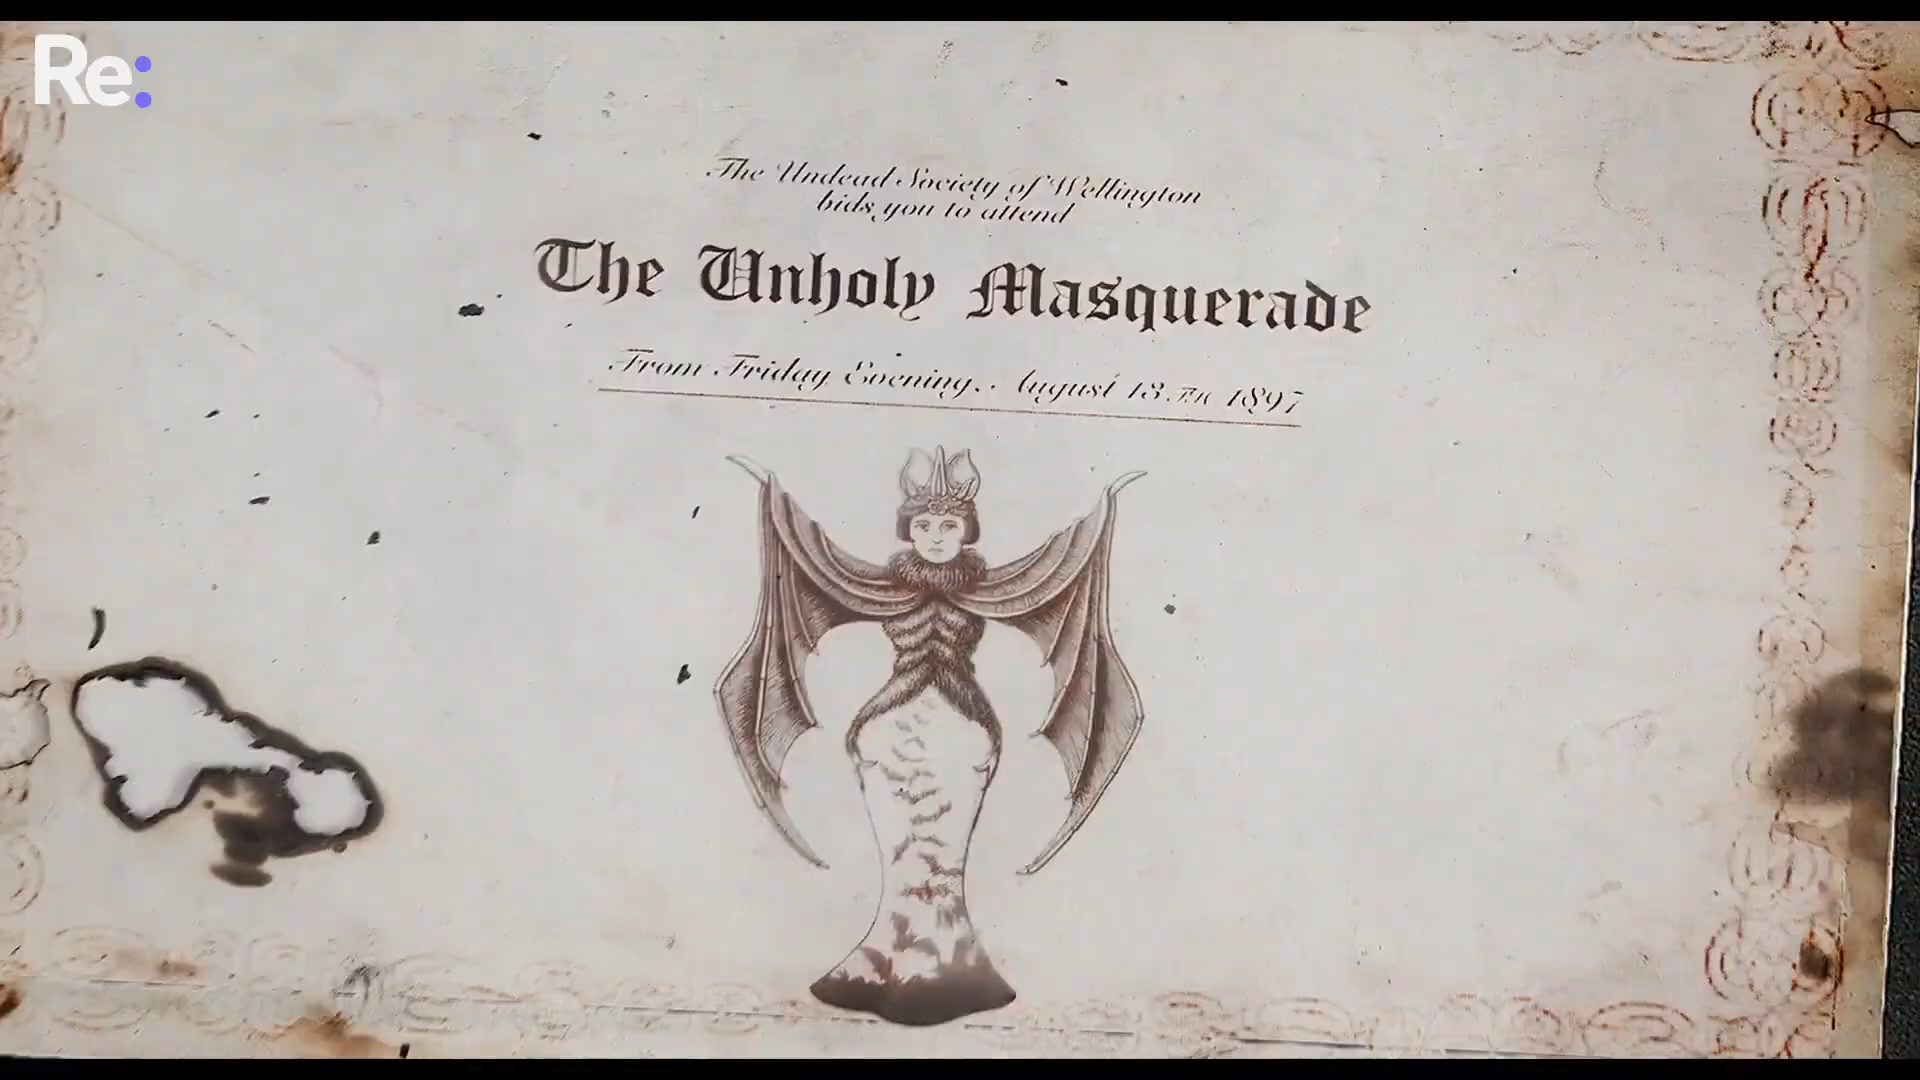 Re:
The Undead Society of Wellington
bids you to attend
The Unholy Masquerade
From Friday Evening, August 13TH 1897